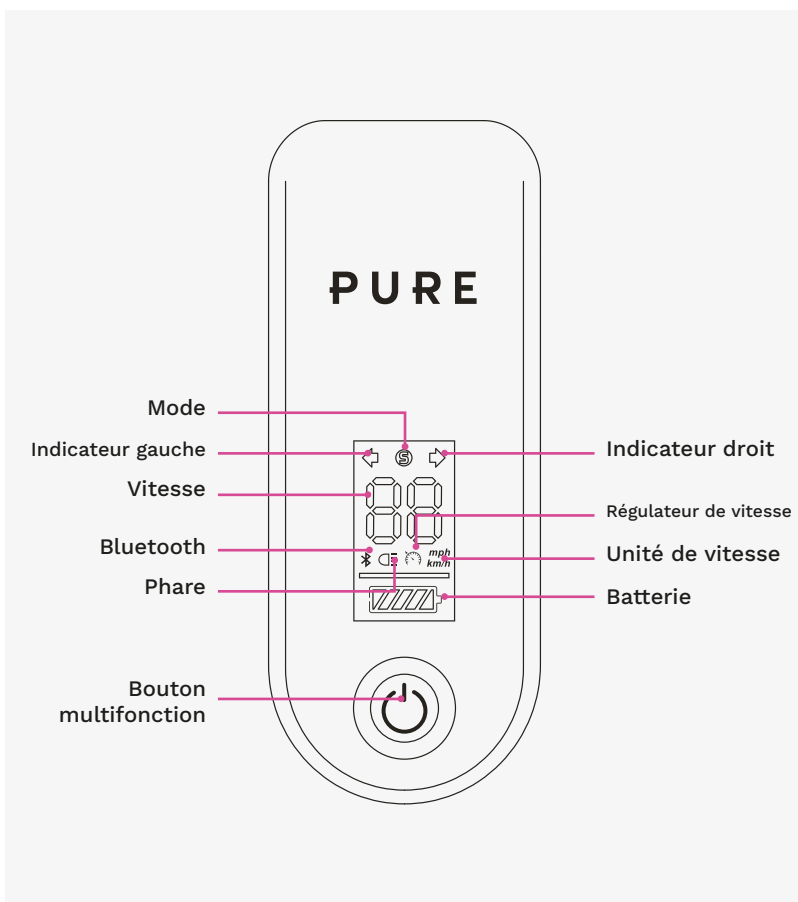 PURE
Mode
Indicateur gauche
Indicateur droit
Vitesse
Régulateur de vitesse
Bluetooth
Unité de vitesse
Phare
Batterie
S
88
mph
km/h
Bouton
multifonction